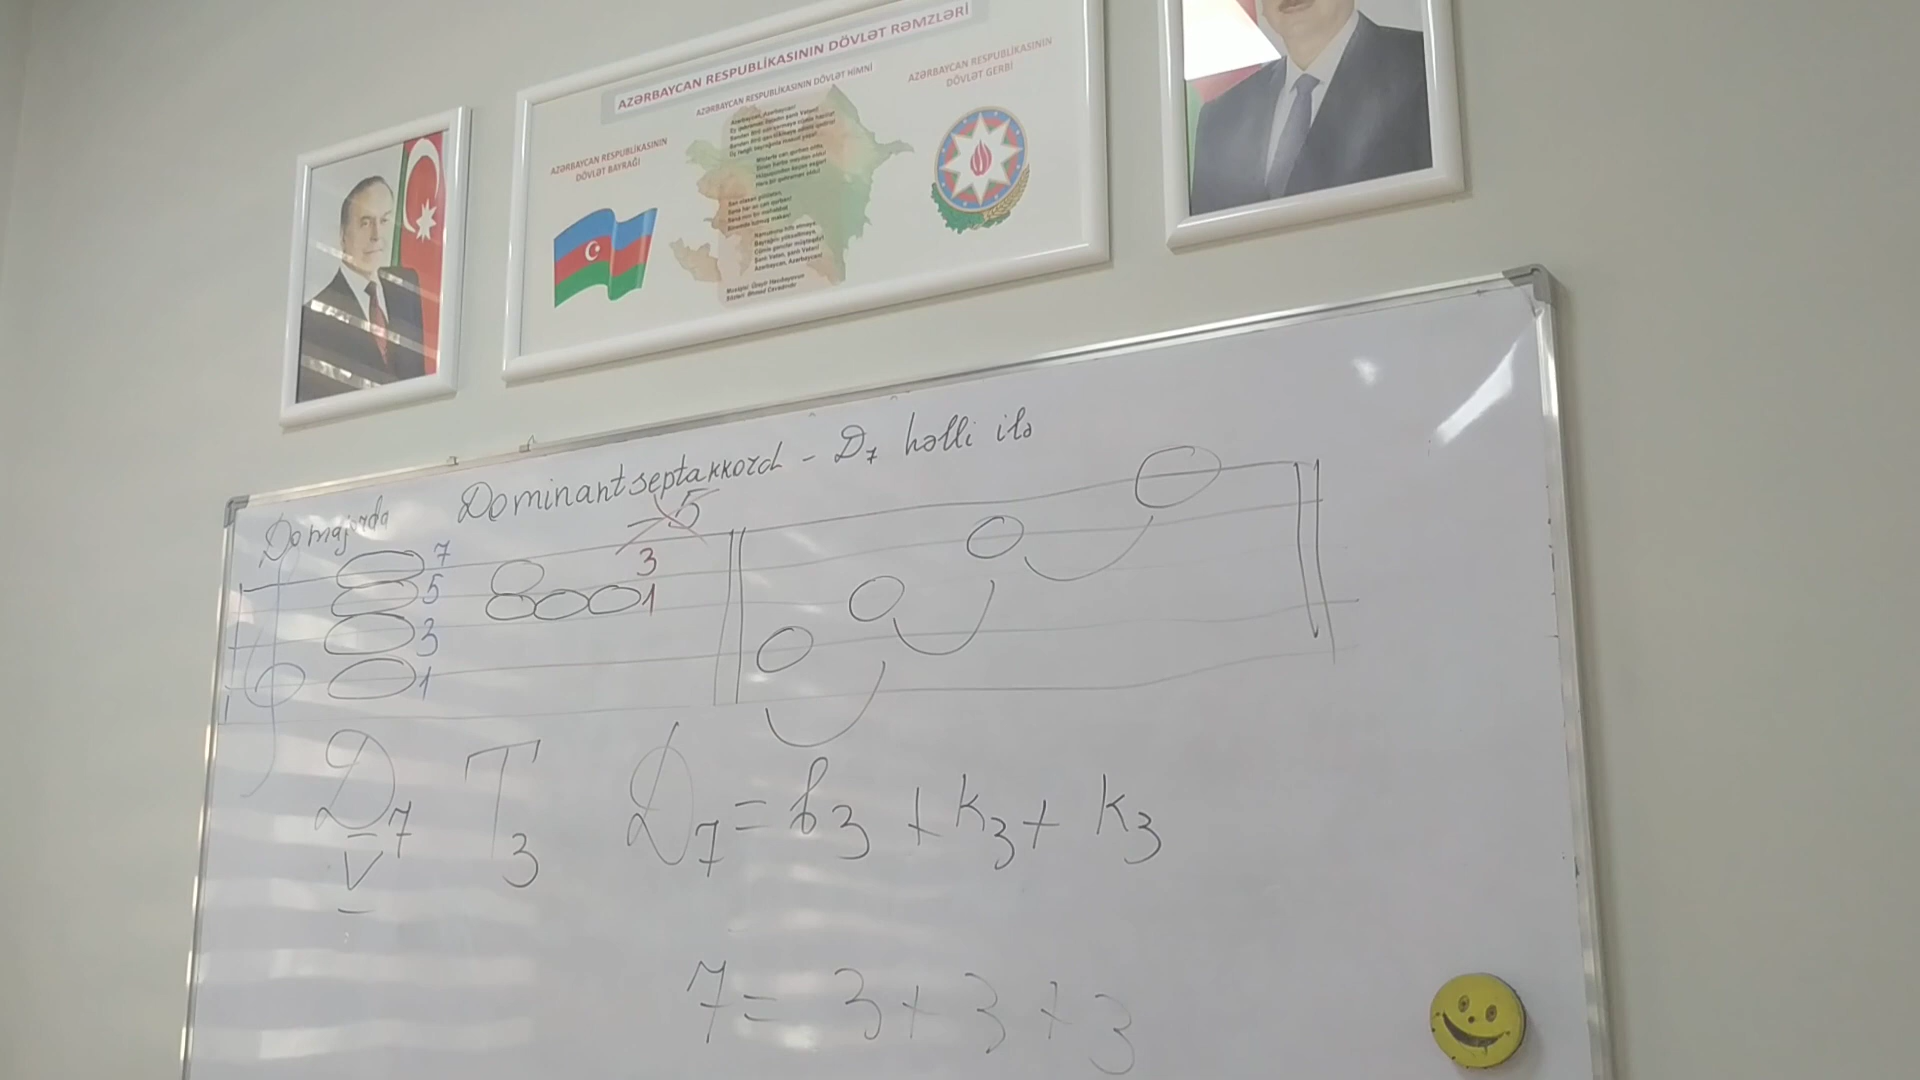 AZƏRBAYCAN RESPUBLİKASININ DÖVLƏT RƏMZLƏRİ
AZƏRBAYCAN RESPUBLİKASININ DÖVLƏT BAYRAĞI
AZƏRBAYCAN RESPUBLİKASININ DÖVLƏT HİMNİ
AZƏRBAYCAN RESPUBLİKASININ DÖVLƏT GERBİ
Azərbaycan, Azərbaycan!
Do majorda
Dominantseptakkord - D7 həlli ilə
7
5
3
1
5
3
1
D7 T3
V
D7 = b3 + k3 + k3
7 = 3 + 3 + 3